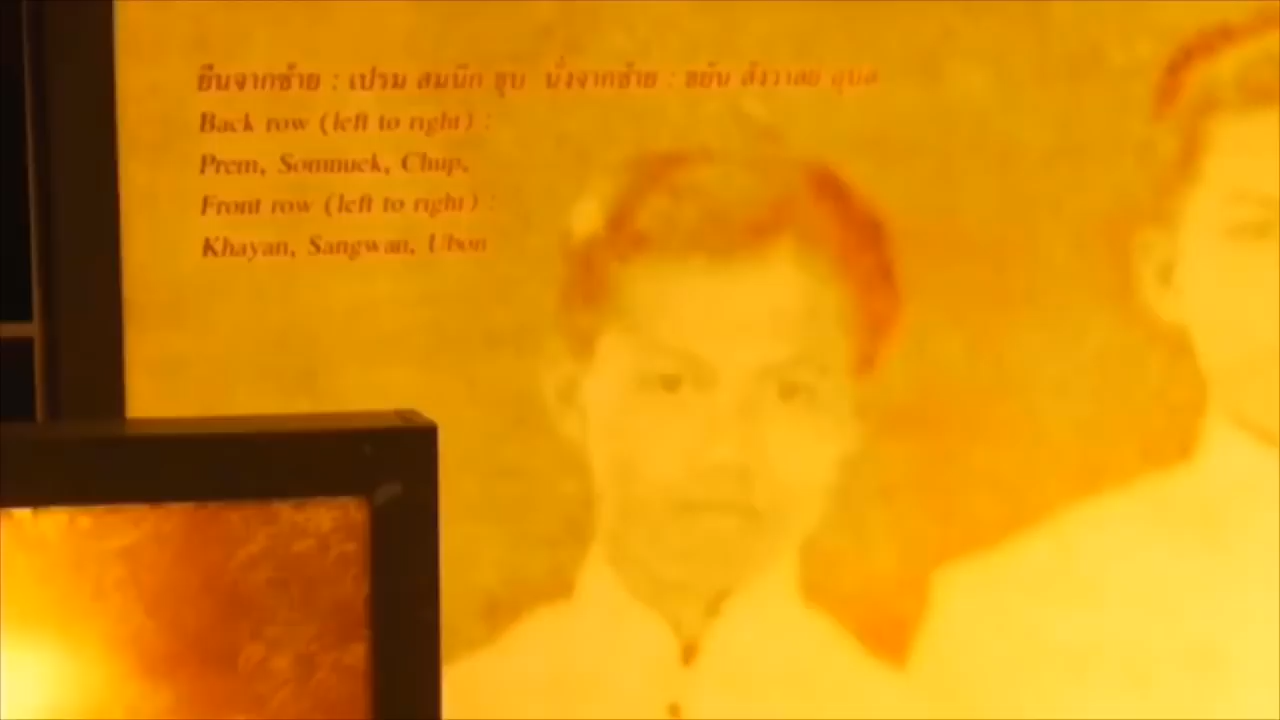 ยืนจากซ้าย : เปรม สมนึก ชุบ นั่งจากซ้าย : ขยัน สังวาลย์ อุบล
Back row (left to right) :
Prem, Somnuek, Chup,
Front row (left to right) :
Khayan, Sangwan, Ubon